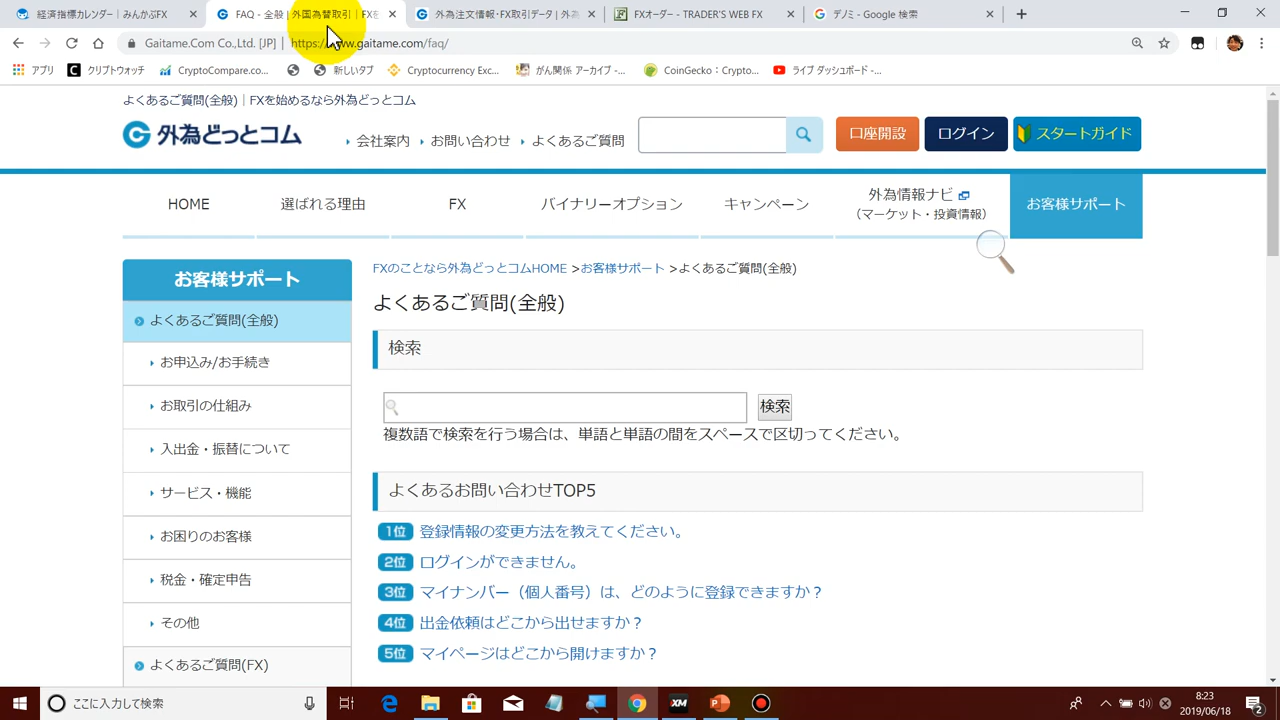 経済指標カレンダー | みんかぶFX
FAQ - 全般 | 外国為替取引 | FXを
外為注文情報・FX取引データ | 外為
FXオーダー - TRADER'S WEB FX
デノミ - Google 検索
Gaitame.Com Co.,Ltd. [JP] | https://www.gaitame.com/faq/
アプリ
クリプトウォッチ
CryptoCompare.co...
新しいタブ
Cryptocurrency Exc...
がん関係 アーカイブ -...
CoinGecko：Crypto...
ライブ ダッシュボード -...
よくあるご質問(全般)｜FXを始めるなら外為どっとコム
外為どっとコム
会社案内
お問い合わせ
よくあるご質問
口座開設
ログイン
スタートガイド
HOME
選ばれる理由
FX
バイナリーオプション
キャンペーン
外為情報ナビ
（マーケット・投資情報）
お客様サポート
お客様サポート
よくあるご質問(全般)
お申込み/お手続き
お取引の仕組み
入出金・振替について
サービス・機能
お困りのお客様
税金・確定申告
その他
よくあるご質問(FX)
FXのことなら外為どっとコムHOME >お客様サポート >よくあるご質問(全般)
よくあるご質問(全般)
検索
検索
複数語で検索を行う場合は、単語と単語の間をスペースで区切ってください。
よくあるお問い合わせTOP5
1位 登録情報の変更方法を教えてください。
2位 ログインができません。
3位 マイナンバー（個人番号）は、どのように登録できますか？
4位 出金依頼はどこから出せますか？
5位 マイページはどこから開けますか？
ここに入力して検索
XM
8:23
2019/06/18
2